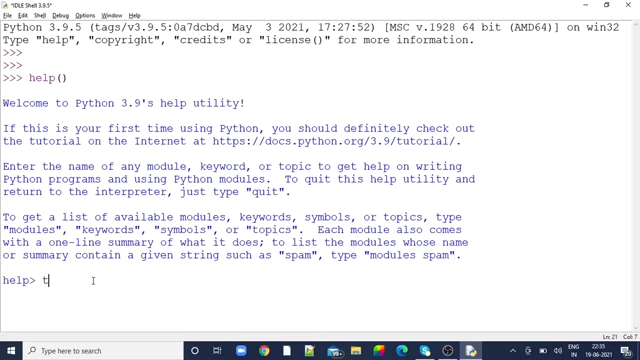 *IDLE Shell 3.9.5*
File Edit Shell Debug Options Window Help
Python 3.9.5 (tags/v3.9.5:0a7dcbd, May 3 2021, 17:27:52) [MSC v.1928 64 bit (AMD64)] on win32
Type "help", "copyright", "credits" or "license()" for more information.
>>>
>>>
>>> help()
Welcome to Python 3.9's help utility!
If this is your first time using Python, you should definitely check out
the tutorial on the Internet at https://docs.python.org/3.9/tutorial/.
Enter the name of any module, keyword, or topic to get help on writing
Python programs and using Python modules. To quit this help utility and
return to the interpreter, just type "quit".
To get a list of available modules, keywords, symbols, or topics, type
"modules", "keywords", "symbols", or "topics". Each module also comes
with a one-line summary of what it does; to list the modules whose name
or summary contain a given string such as "spam", type "modules spam".
help> t
Ln: 21 Col: 7
Type here to search
99+
ENG
IN
22:35
19-06-2021